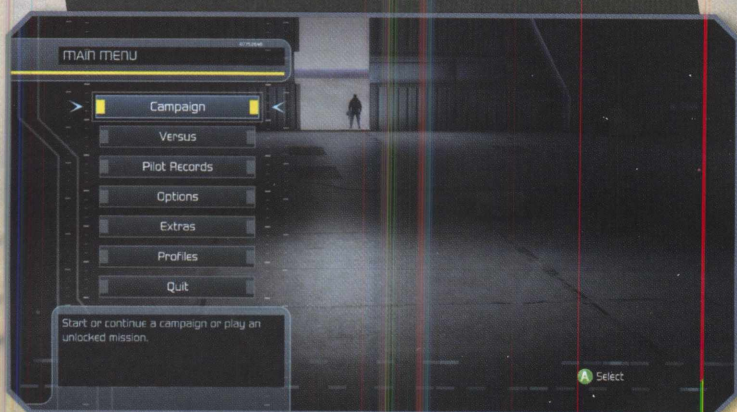 MAIN MENU
Campaign
Versus
Pilot Records
Options
Extras
Profiles
Quit
Start or continue a campaign or play an
unlocked mission.
A Select